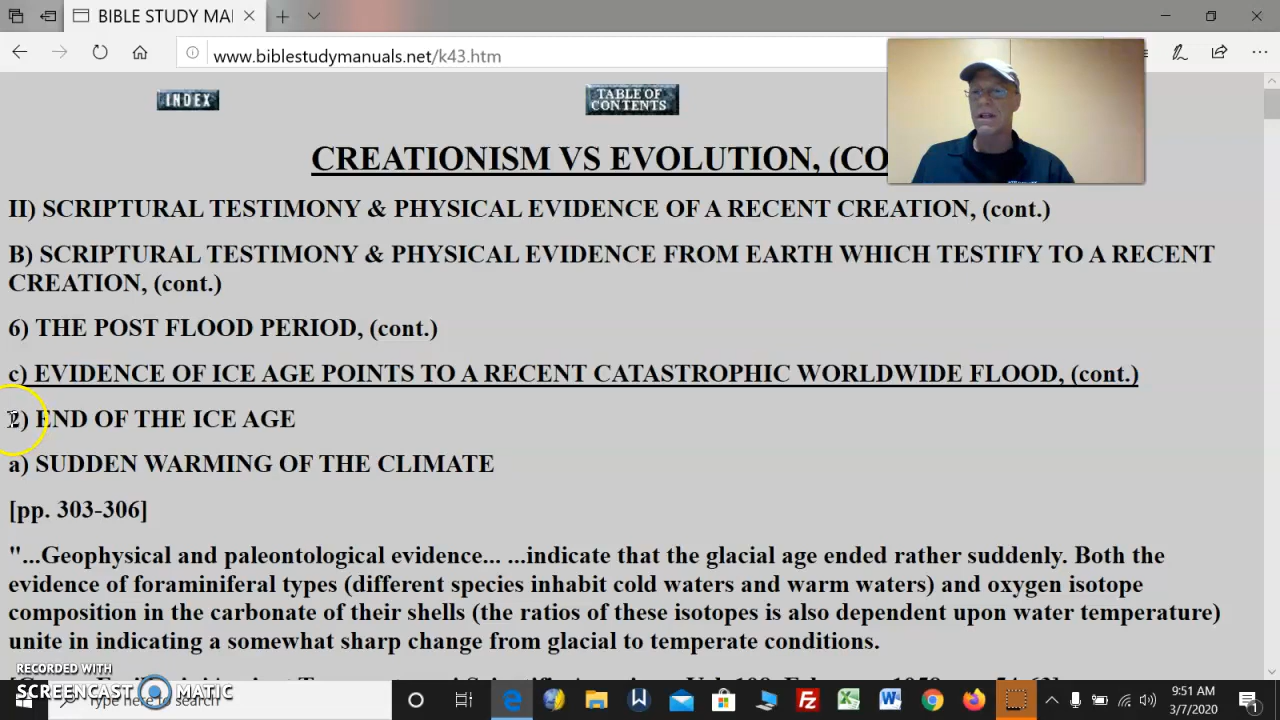 BIBLE STUDY MA
www.biblestudymanuals.net/k43.htm
INDEX
TABLE OF
CONTENTS
CREATIONISM VS EVOLUTION, (CO
II) SCRIPTURAL TESTIMONY & PHYSICAL EVIDENCE OF A RECENT CREATION, (cont.)
B) SCRIPTURAL TESTIMONY & PHYSICAL EVIDENCE FROM EARTH WHICH TESTIFY TO A RECENT
CREATION, (cont.)
6) THE POST FLOOD PERIOD, (cont.)
c) EVIDENCE OF ICE AGE POINTS TO A RECENT CATASTROPHIC WORLDWIDE FLOOD, (cont.)
2) END OF THE ICE AGE
a) SUDDEN WARMING OF THE CLIMATE
[pp. 303-306]
"...Geophysical and paleontological evidence... ...indicate that the glacial age ended rather suddenly. Both the
evidence of foraminiferal types (different species inhabit cold waters and warm waters) and oxygen isotope
composition in the carbonate of their shells (the ratios of these isotopes is also dependent upon water temperature)
unite in indicating a somewhat sharp change from glacial to temperate conditions.
RECORDED WITH
SCREENCAST MATIC
Type here to search
9:51 AM
3/7/2020
1